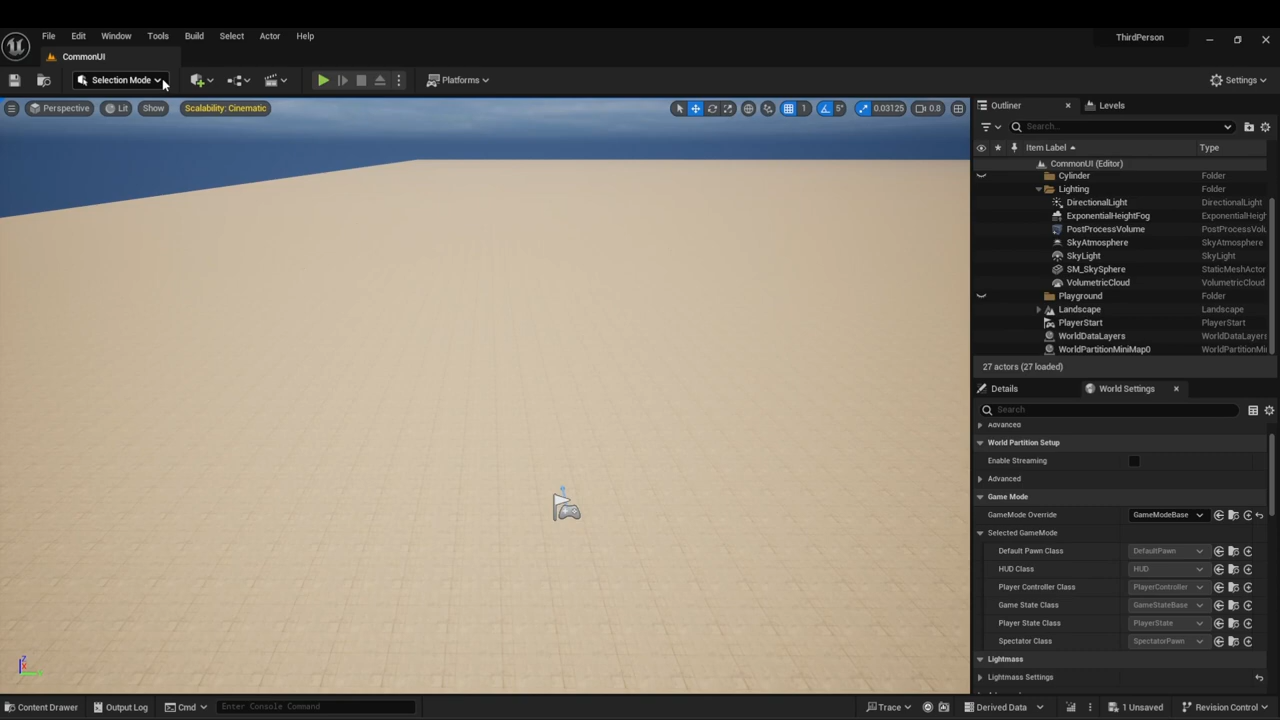 File Edit Window Tools Build Select Actor Help
ThirdPerson
CommonUI
Selection Mode
Platforms
Settings
Perspective Lit Show Scalability: Cinematic
1 5° 0.03125 0.8
Outliner Levels
Search...
Item Label Type
CommonUI (Editor)
Cylinder Folder
Lighting Folder
DirectionalLight DirectionalLight
ExponentialHeightFog ExponentialHeigh
PostProcessVolume PostProcessVolu
SkyAtmosphere SkyAtmosphere
SkyLight SkyLight
SM_SkySphere StaticMeshActor
VolumetricCloud VolumetricCloud
Playground Folder
Landscape Landscape
PlayerStart PlayerStart
WorldDataLayers WorldDataLayers
WorldPartitionMiniMap0 WorldPartitionMi
27 actors (27 loaded)
Details World Settings
Search
Advanced
World Partition Setup
Enable Streaming
Advanced
Game Mode
GameMode Override GameModeBase
Selected GameMode
Default Pawn Class DefaultPawn
HUD Class HUD
Player Controller Class PlayerController
Game State Class GameStateBase
Player State Class PlayerState
Spectator Class SpectatorPawn
Lightmass
Lightmass Settings
Z
X
Content Drawer Output Log Cmd Enter Console Command Trace Derived Data 1 Unsaved Revision Control